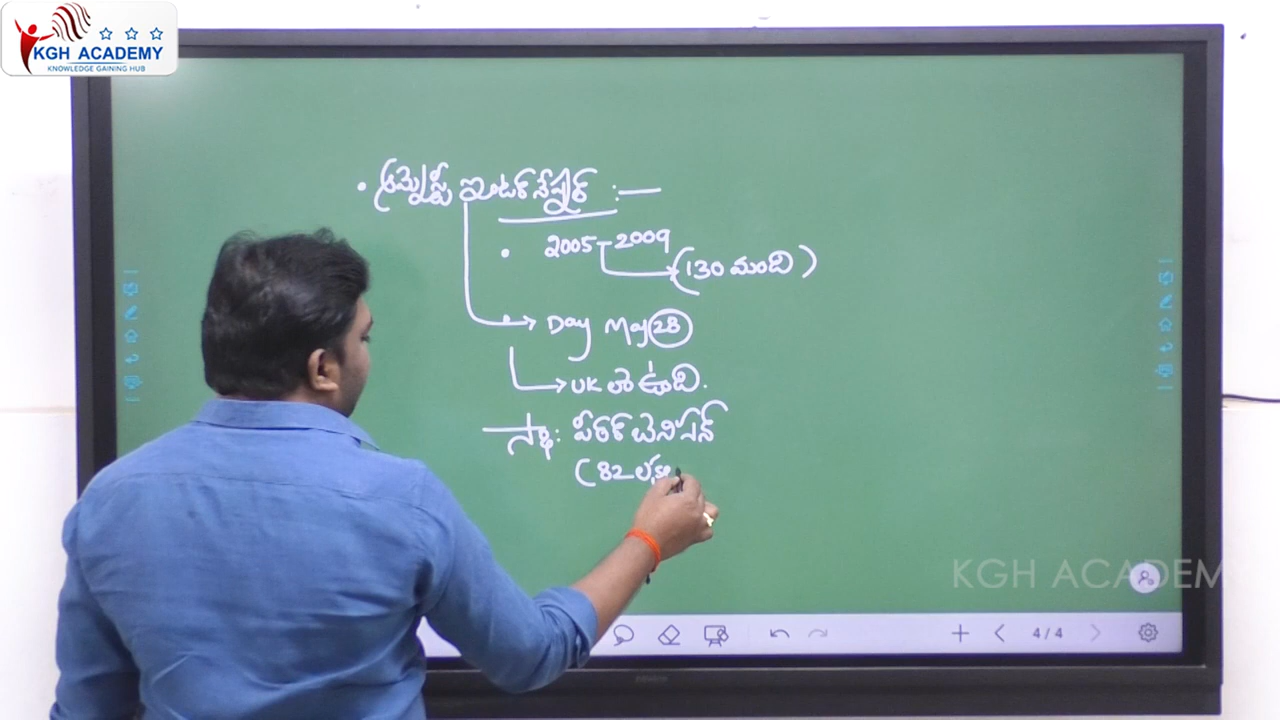 KGH ACADEMY
KNOWLEDGE GAINING HUB
• ఆమ్నెస్టీ ఇంటర్నేషనల్ :—
• 2005-2009
(130 మంది)
Day May 28
UK లో ఉంది.
పీటర్ బెనిసన్
(82 లక్ష
KGH ACADEM
4/4